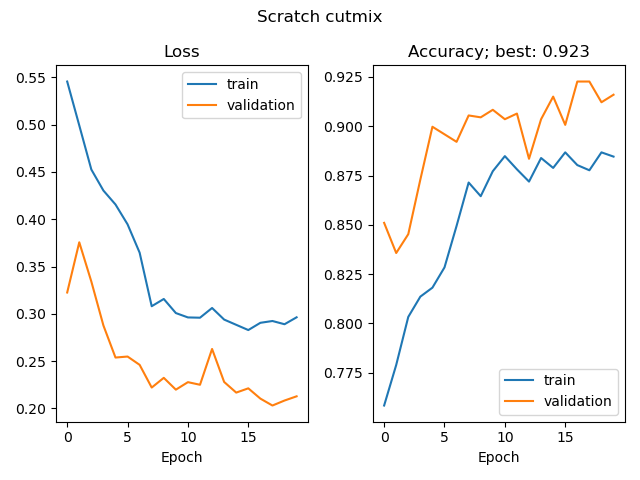 Scratch cutmix
Loss
0.55
0.50
0.45
0.40
0.35
0.30
0.25
0.20
train
validation
0 5 10 15
Epoch
Accuracy; best: 0.923
0.925
0.900
0.875
0.850
0.825
0.800
0.775
train
validation
0 5 10 15
Epoch